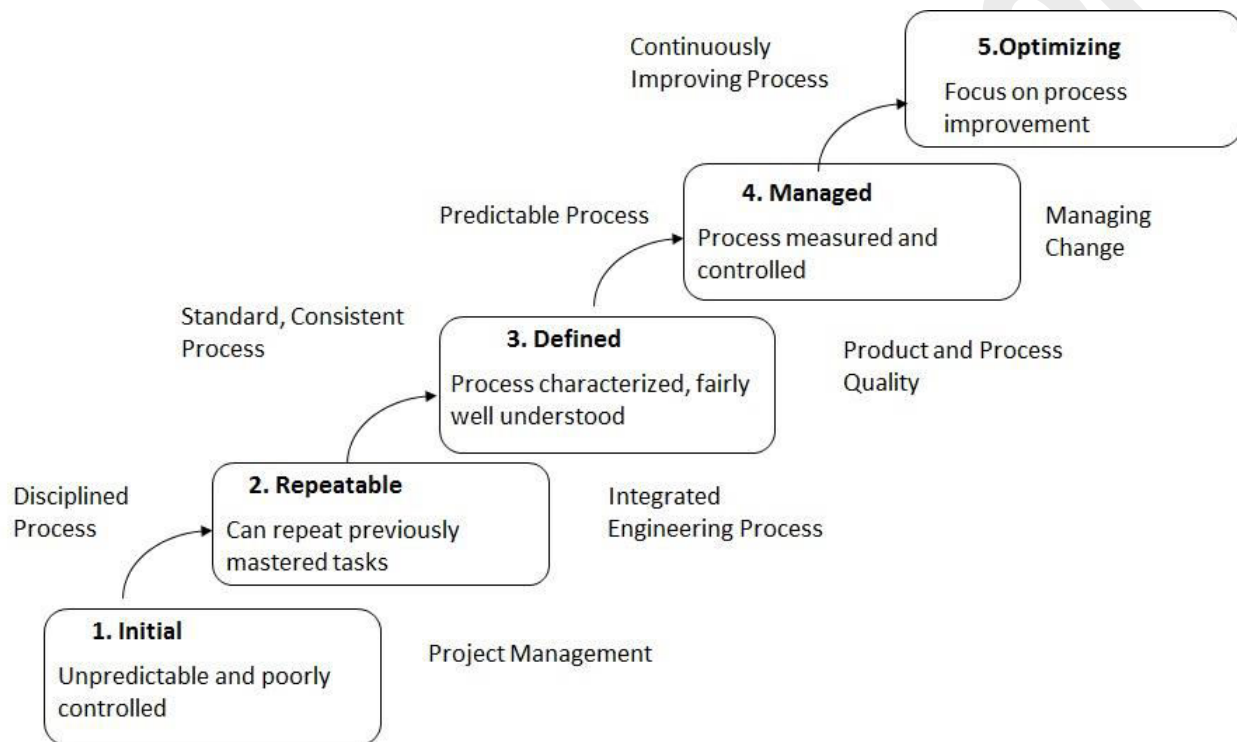 Continuously
Improving Process
5.Optimizing
Focus on process
improvement
Predictable Process
4. Managed
Process measured and
controlled
Managing
Change
Standard, Consistent
Process
3. Defined
Process characterized, fairly
well understood
Product and Process
Quality
Disciplined
Process
2. Repeatable
Can repeat previously
mastered tasks
Integrated
Engineering Process
1. Initial
Unpredictable and poorly
controlled
Project Management